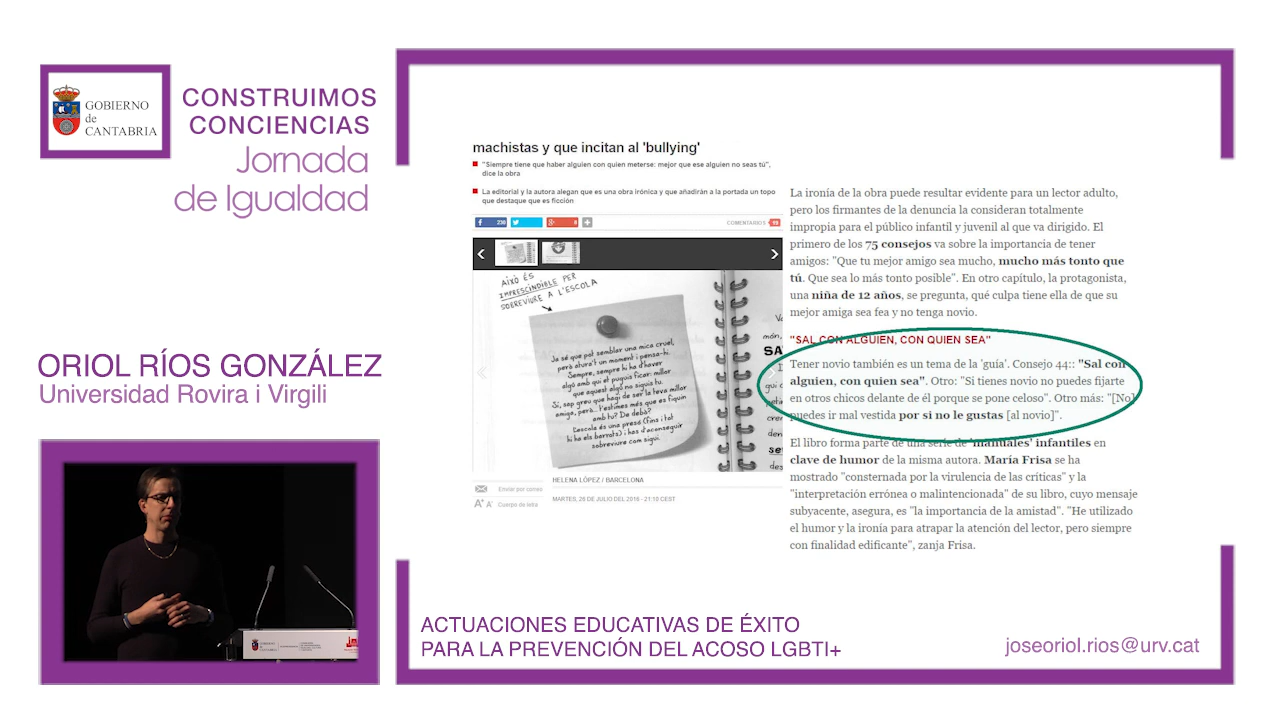 GOBIERNO
de
CANTABRIA
CONSTRUIMOS
CONCIENCIAS
Jornada
de Igualdad
ORIOL RÍOS GONZÁLEZ
Universidad Rovira i Virgili
machistas y que incitan al 'bullying'
"Siempre tiene que haber alguien con quien meterse: mejor que ese alguien no seas tú",
dice la obra
La editorial y la autora alegan que es una obra irónica y que añadirán a la portada un topo
que destaque que es ficción
COMENTARIOS
AIXÒ ÉS
IMPRESCINDIBLE PER
SOBREVIURE A L'ESCOLA
Ja sé que pot semblar una mica cruel,
però atura't un moment i pensa-hi.
Sempre, sempre hi ha d'haver
algú amb qui et puguis ficar: millor
que aquest algú no siguis tu.
Sí, sap greu que hagi de ser la teva millor
amiga, però... t'estimes més que es fiquin
amb tu? De debò?
L'escola és una presó (fins i tot
hi ha els barrots) i has d'aconseguir
sobreviure com sigui.
HELENA LÓPEZ / BARCELONA
Enviar por correo
MARTES, 26 DE JULIO DEL 2016 - 21:10 CEST
Cuerpo de letra
La ironía de la obra puede resultar evidente para un lector adulto,
pero los firmantes de la denuncia la consideran totalmente
impropia para el público infantil y juvenil al que va dirigido. El
primero de los 75 consejos va sobre la importancia de tener
amigos: "Que tu mejor amigo sea mucho, mucho más tonto que
tú. Que sea lo más tonto posible". En otro capítulo, la protagonista,
una niña de 12 años, se pregunta, qué culpa tiene ella de que su
mejor amiga sea fea y no tenga novio.
"SAL CON ALGUIEN, CON QUIEN SEA"
Tener novio también es un tema de la 'guía'. Consejo 44:: "Sal con
alguien, con quien sea". Otro: "Si tienes novio no puedes fijarte
en otros chicos delante de él porque se pone celoso". Otro más: "[No]
puedes ir mal vestida por si no le gustas [al novio]".
El libro forma parte de una serie de 'manuales' infantiles en
clave de humor de la misma autora. María Frisa se ha
mostrado "consternada por la virulencia de las críticas" y la
"interpretación errónea o malintencionada" de su libro, cuyo mensaje
subyacente, asegura, es "la importancia de la amistad". "He utilizado
el humor y la ironía para atrapar la atención del lector, pero siempre
con finalidad edificante", zanja Frisa.
ACTUACIONES EDUCATIVAS DE ÉXITO
PARA LA PREVENCIÓN DEL ACOSO LGBTI+
joseoriol.rios@urv.cat